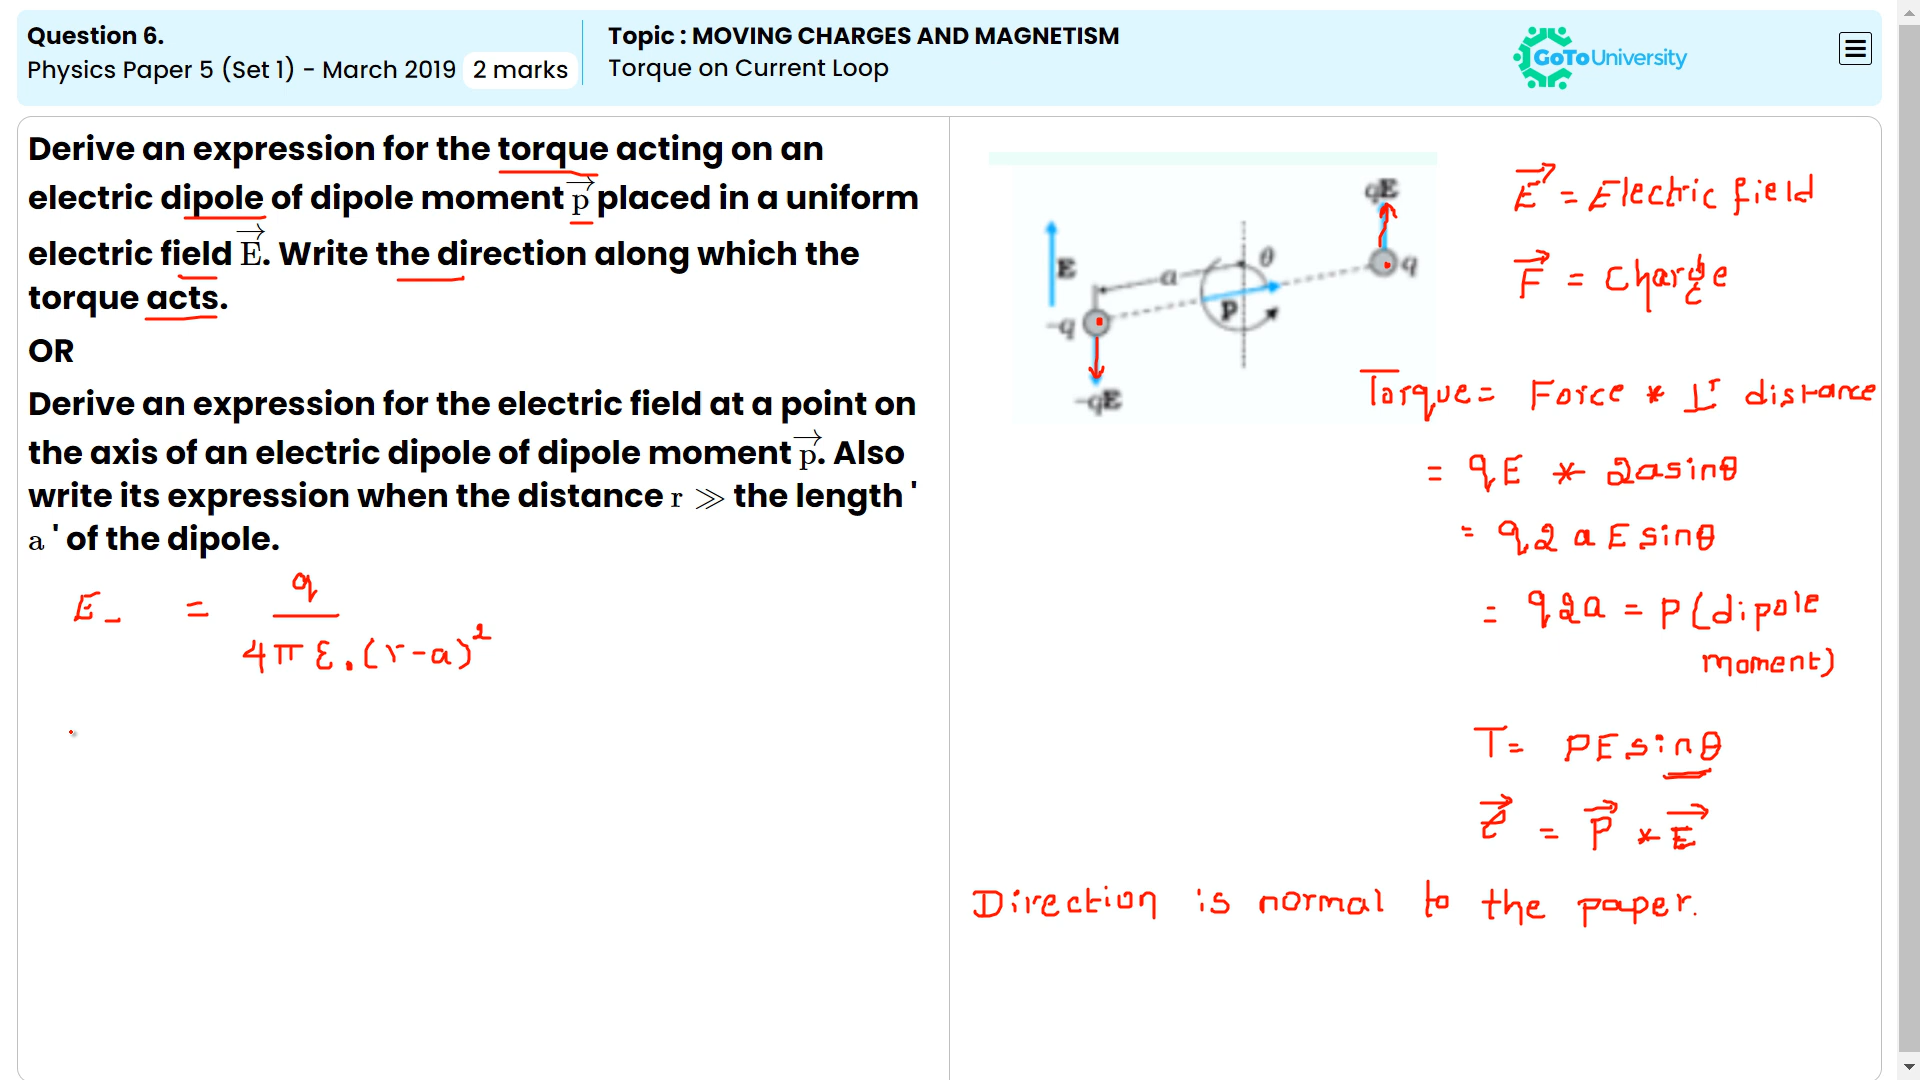 Question 6.
Physics Paper 5 (Set 1) - March 2019 2 marks
Topic : MOVING CHARGES AND MAGNETISM
Torque on Current Loop
GoToUniversity
Derive an expression for the torque acting on an
electric dipole of dipole moment p⃗ placed in a uniform
electric field E⃗. Write the direction along which the
torque acts.
OR
Derive an expression for the electric field at a point on
the axis of an electric dipole of dipole moment p⃗. Also
write its expression when the distance r ≫ the length '
a ' of the dipole.
E₋ = q / 4πε₀(r-a)²
qE
E
a
θ
q
P
-q
-qE
E⃗ = Electric field
F⃗ = Charge
Torque = Force * ⊥r distance
= qE * 2asinθ
= q2aEsinθ
= q2a = P(dipole
moment)
T = PEsinθ
τ⃗ = P⃗ * E⃗
Direction is normal to the paper.